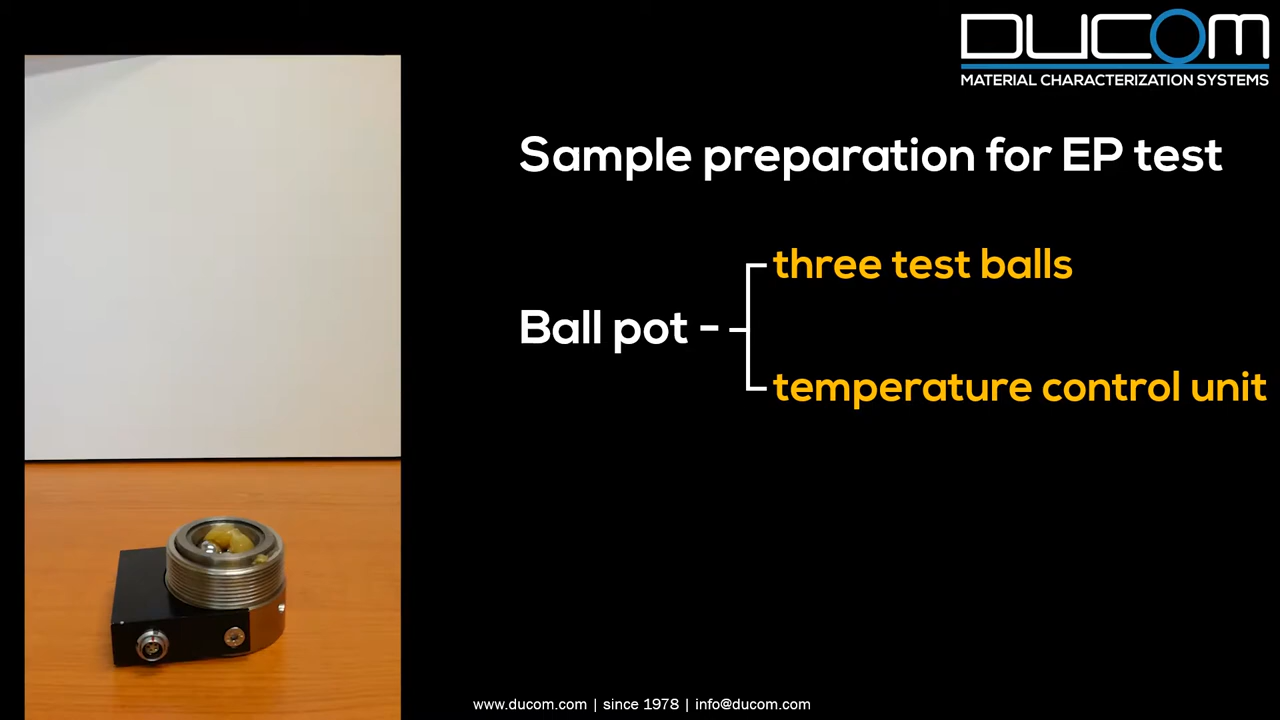 DUCOM
MATERIAL CHARACTERIZATION SYSTEMS
Sample preparation for EP test
three test balls
Ball pot -
temperature control unit
www.ducom.com | since 1978 | info@ducom.com